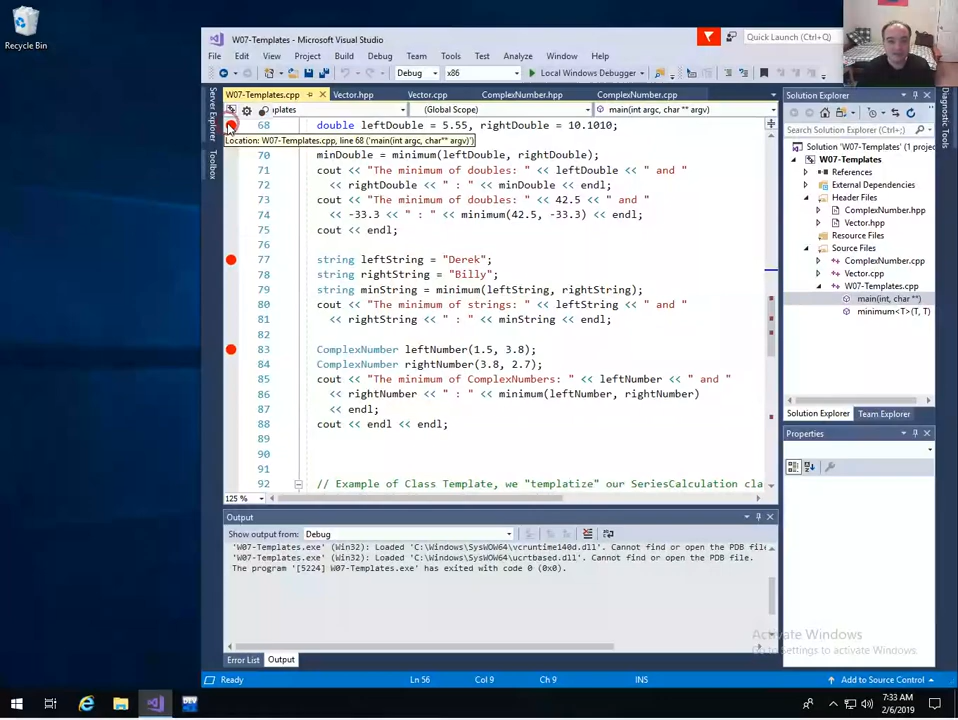 Recycle Bin
W07-Templates - Microsoft Visual Studio
Quick Launch (Ctrl+Q)
File Edit View Project Build Debug Team Tools Test Analyze Window Help
Debug x86 Local Windows Debugger
Server Explorer
Toolbox
W07-Templates.cpp Vector.hpp Vector.cpp ComplexNumber.hpp ComplexNumber.cpp
plates (Global Scope) main(int argc, char ** argv)
68 double leftDouble = 5.55, rightDouble = 10.1010;
Location: W07-Templates.cpp, line 68 ('main(int argc, char** argv)')
70 minDouble = minimum(leftDouble, rightDouble);
71 cout << "The minimum of doubles: " << leftDouble << " and "
72 << rightDouble << " : " << minDouble << endl;
73 cout << "The minimum of doubles: " << 42.5 << " and "
74 << -33.3 << " : " << minimum(42.5, -33.3) << endl;
75 cout << endl;
76
77 string leftString = "Derek";
78 string rightString = "Billy";
79 string minString = minimum(leftString, rightString);
80 cout << "The minimum of strings: " << leftString << " and "
81 << rightString << " : " << minString << endl;
82
83 ComplexNumber leftNumber(1.5, 3.8);
84 ComplexNumber rightNumber(3.8, 2.7);
85 cout << "The minimum of ComplexNumbers: " << leftNumber << " and "
86 << rightNumber << " : " << minimum(leftNumber, rightNumber)
87 << endl;
88 cout << endl << endl;
89
90
91
92 // Example of Class Template, we "templatize" our SeriesCalculation cla
125 %
Output
Show output from: Debug
'W07-Templates.exe' (Win32): Loaded 'C:\Windows\SysWOW64\vcruntime140d.dll'. Cannot find or open the PDB file
'W07-Templates.exe' (Win32): Loaded 'C:\Windows\SysWOW64\ucrtbased.dll'. Cannot find or open the PDB file.
The program '[5224] W07-Templates.exe' has exited with code 0 (0x0).
Error List Output
Solution Explorer
Search Solution Explorer (Ctrl+;)
Solution 'W07-Templates' (1 project)
W07-Templates
References
External Dependencies
Header Files
ComplexNumber.hpp
Vector.hpp
Resource Files
Source Files
ComplexNumber.cpp
Vector.cpp
W07-Templates.cpp
main(int, char **)
minimum<T>(T, T)
Solution Explorer Team Explorer
Properties
Diagnostic Tools
Activate Windows
Go to Settings to activate Windows.
Ready Ln 56 Col 9 Ch 9 INS Add to Source Control
DEV
7:33 AM
2/6/2019